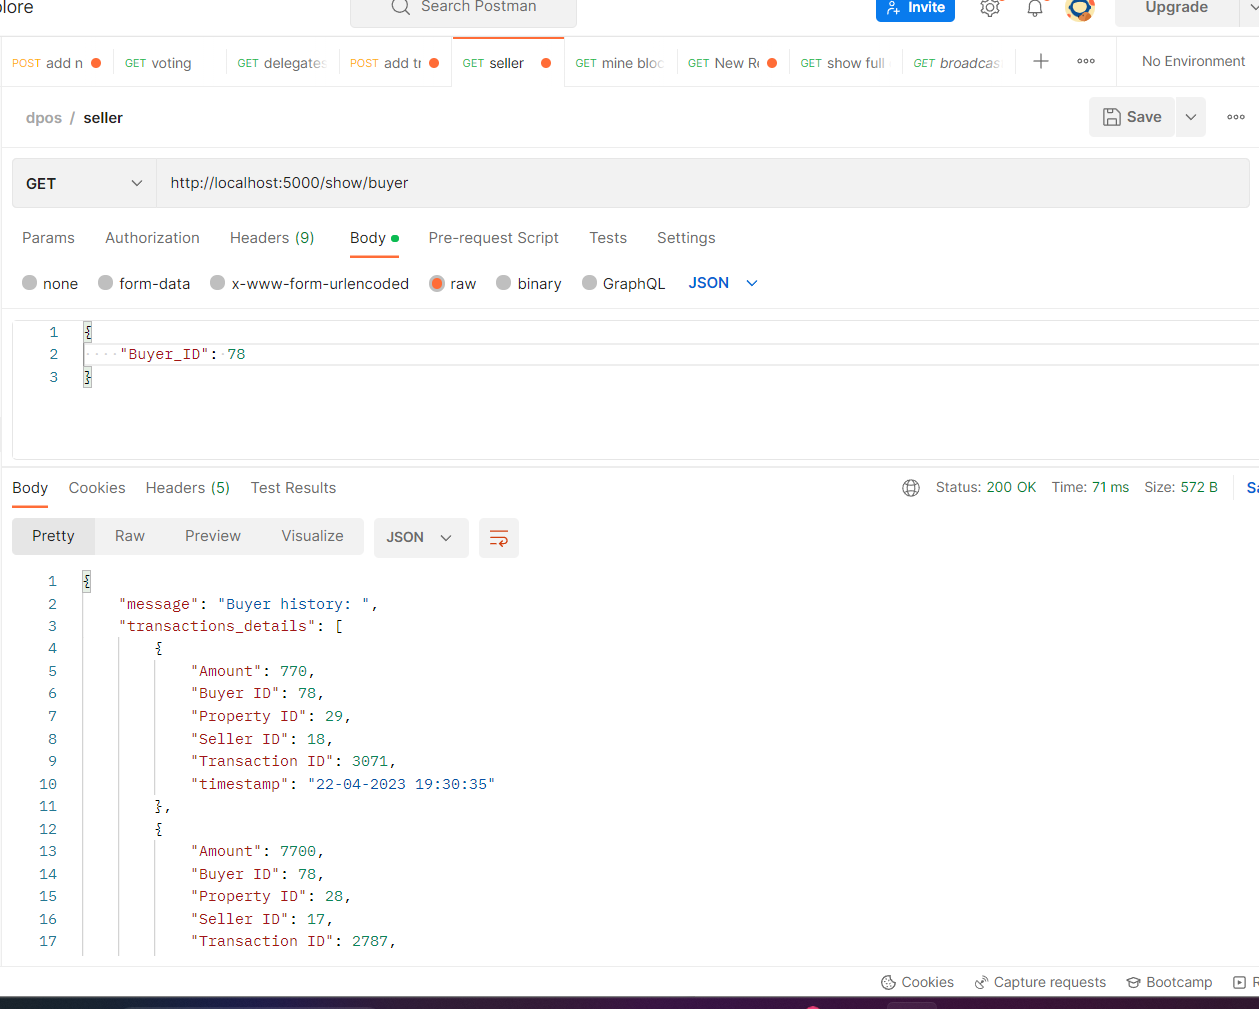 lore
Search Postman
Invite
Upgrade
POST add n
GET voting
GET delegates
POST add tr
GET seller
GET mine bloc
GET New Re
GET show full
GET broadcas
No Environment
dpos / seller
Save
GET
http://localhost:5000/show/buyer
Params
Authorization
Headers (9)
Body
Pre-request Script
Tests
Settings
none
form-data
x-www-form-urlencoded
raw
binary
GraphQL
JSON
1 {
2 "Buyer_ID": 78
3 }
Body
Cookies
Headers (5)
Test Results
Status: 200 OK
Time: 71 ms
Size: 572 B
Sa
Pretty
Raw
Preview
Visualize
JSON
1 {
2 "message": "Buyer history: ",
3 "transactions_details": [
4 {
5 "Amount": 770,
6 "Buyer ID": 78,
7 "Property ID": 29,
8 "Seller ID": 18,
9 "Transaction ID": 3071,
10 "timestamp": "22-04-2023 19:30:35"
11 },
12 {
13 "Amount": 7700,
14 "Buyer ID": 78,
15 "Property ID": 28,
16 "Seller ID": 17,
17 "Transaction ID": 2787,
Cookies
Capture requests
Bootcamp
R